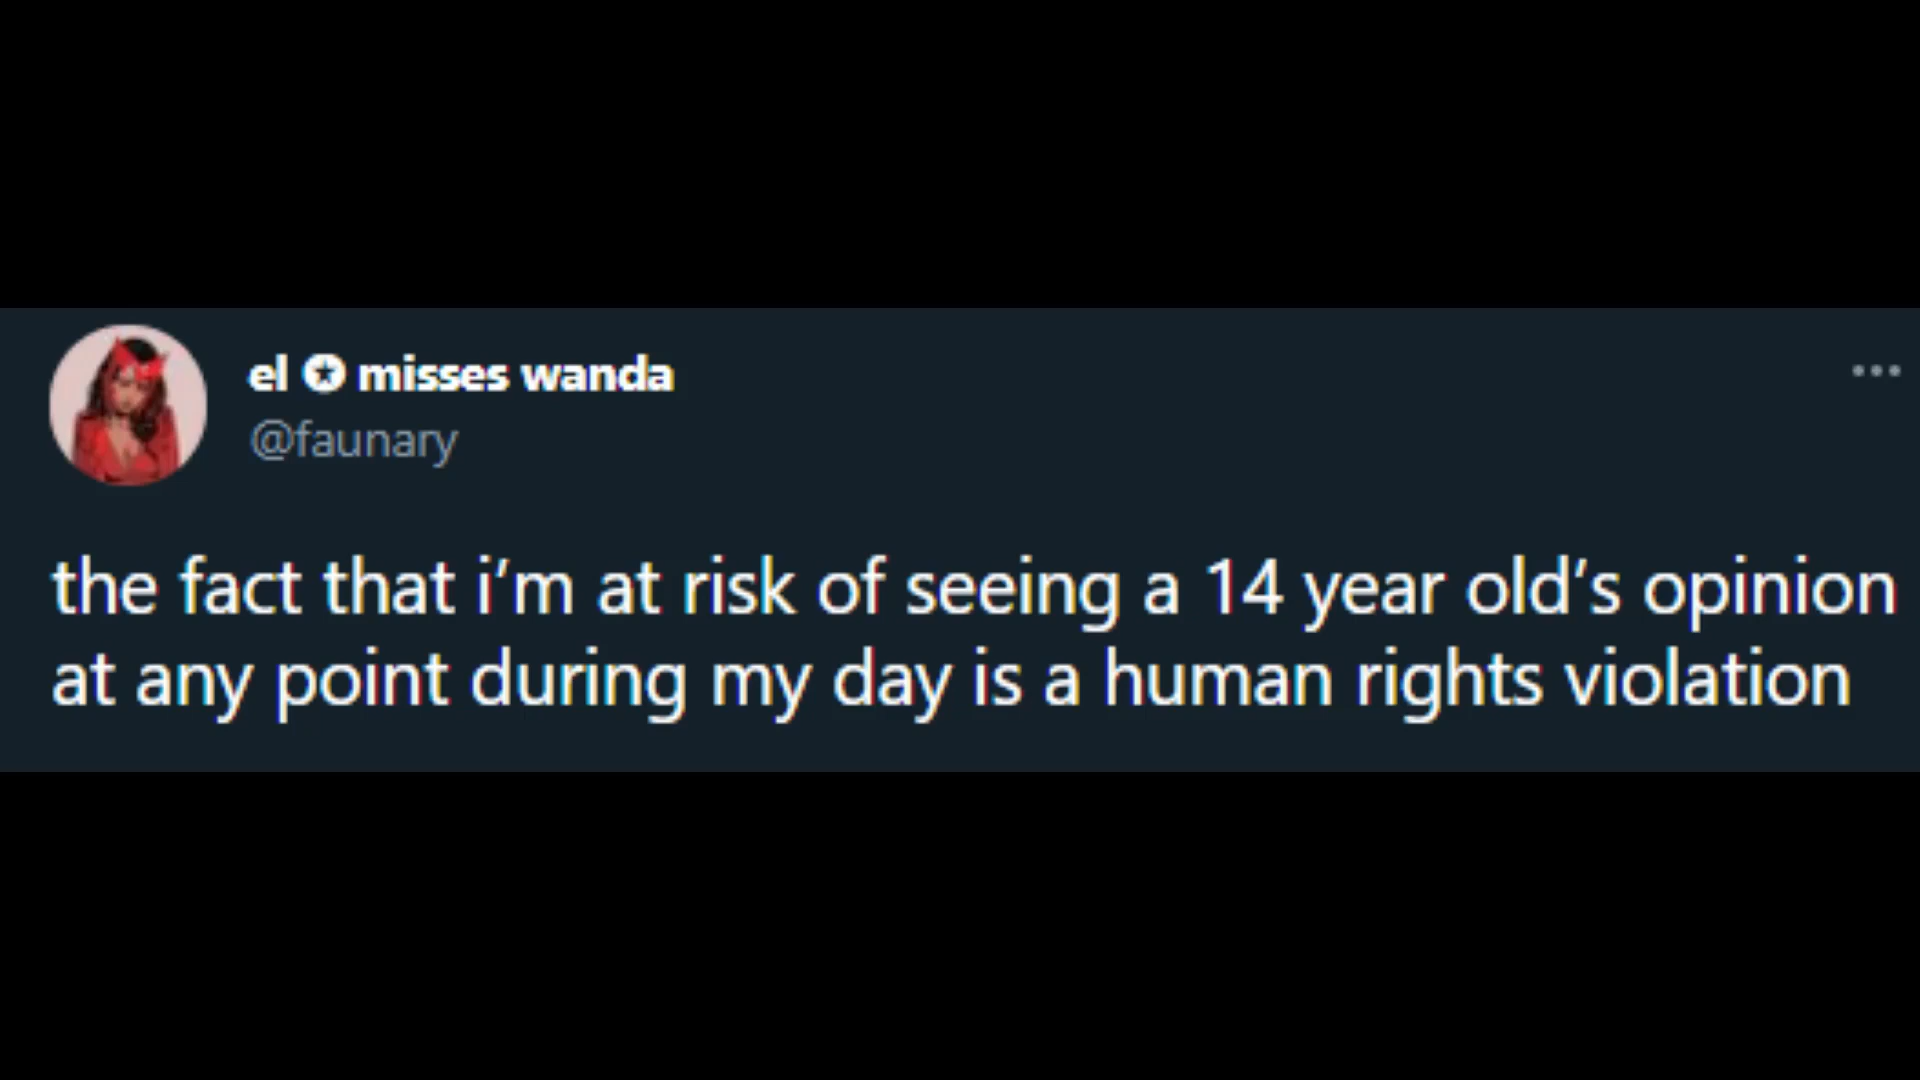 el ✪ misses wanda
@faunary
the fact that i’m at risk of seeing a 14 year old’s opinion
at any point during my day is a human rights violation